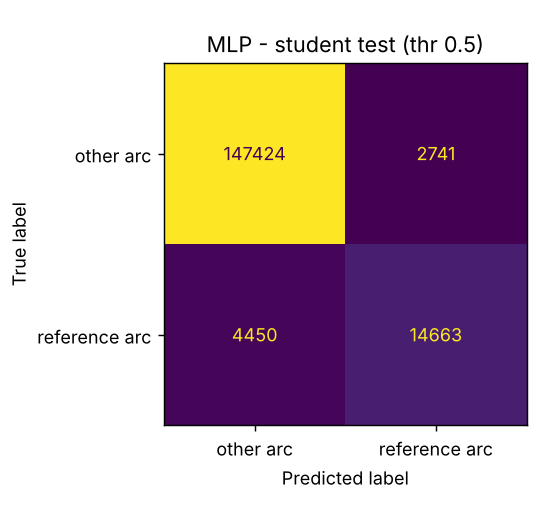 MLP - student test (thr 0.5)
True label
other arc
147424
2741
reference arc
4450
14663
other arc
reference arc
Predicted label